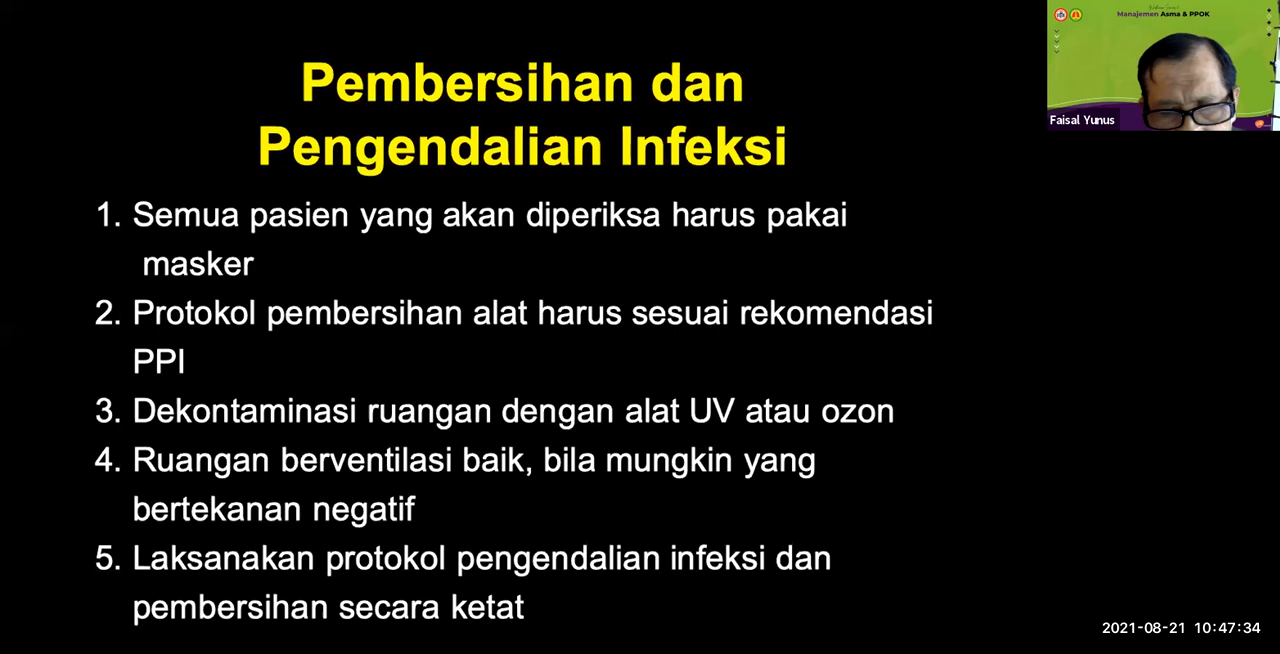 Manajemen Asma & PPOK
Faisal Yunus
Pembersihan dan
Pengendalian Infeksi
1. Semua pasien yang akan diperiksa harus pakai
masker
2. Protokol pembersihan alat harus sesuai rekomendasi
PPI
3. Dekontaminasi ruangan dengan alat UV atau ozon
4. Ruangan berventilasi baik, bila mungkin yang
bertekanan negatif
5. Laksanakan protokol pengendalian infeksi dan
pembersihan secara ketat
2021-08-21 10:47:34